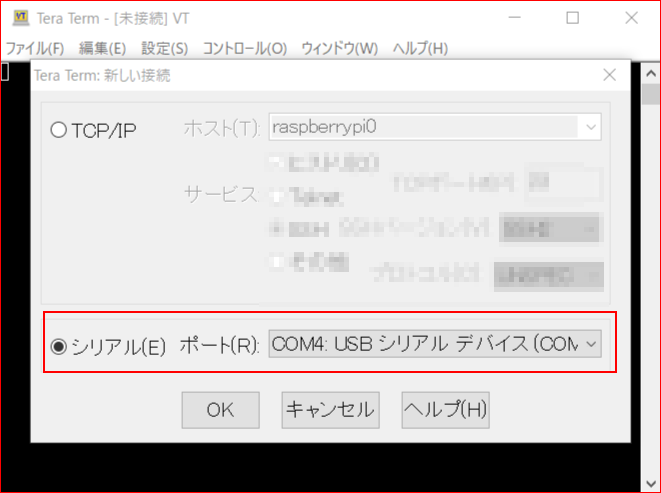 VT Tera Term - [未接続] VT
ファイル(F) 編集(E) 設定(S) コントロール(O) ウィンドウ(W) ヘルプ(H)
Tera Term: 新しい接続
TCP/IP ホスト(T): raspberrypi0
サービス
シリアル(E) ポート(R): COM4: USB シリアル デバイス (COM
OK キャンセル ヘルプ(H)